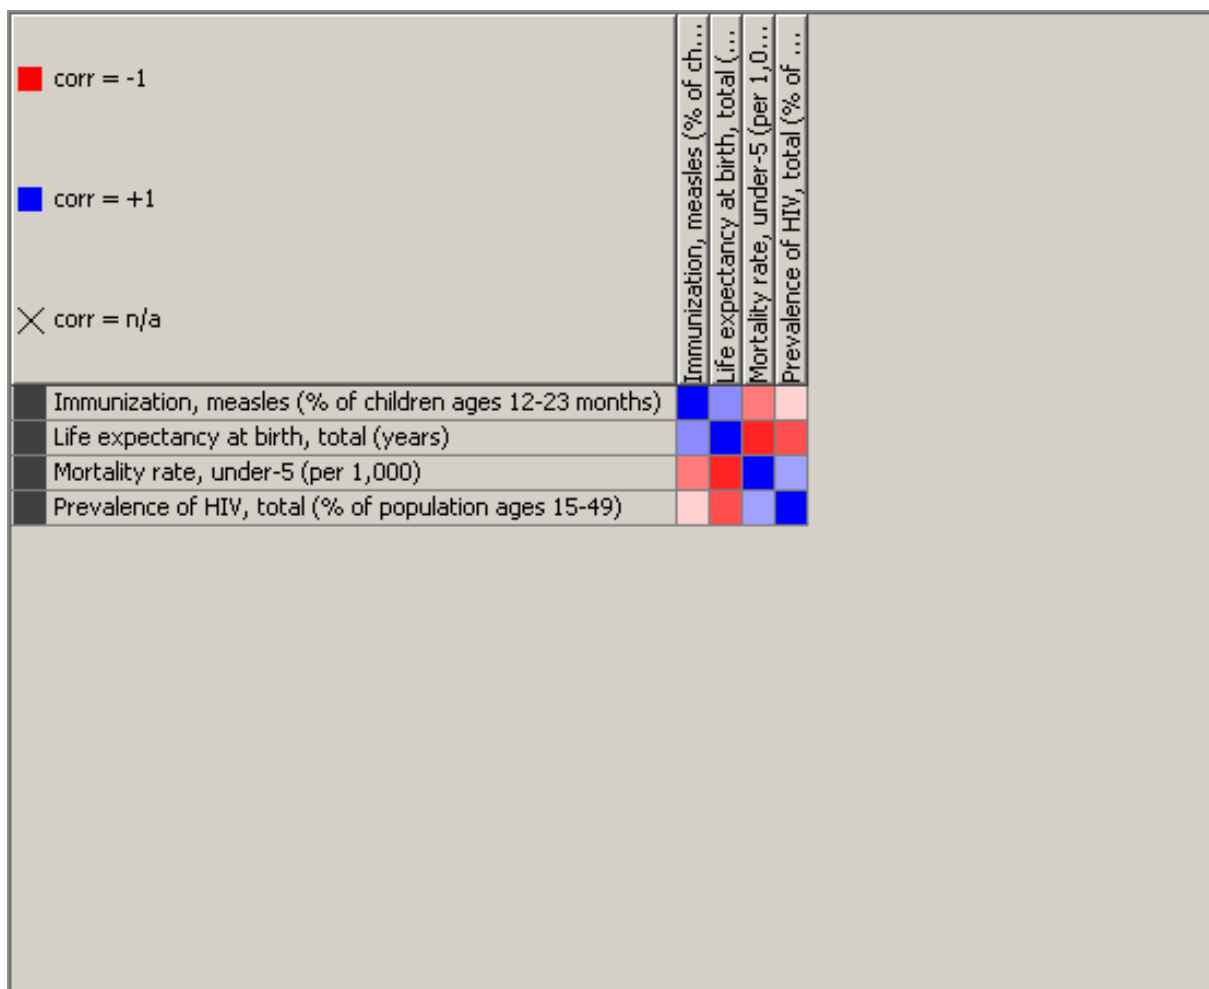 corr = -1
corr = +1
corr = n/a
Immunization, measles (% of ch...
Life expectancy at birth, total (...
Mortality rate, under-5 (per 1,0...
Prevalence of HIV, total (% of ...
Immunization, measles (% of children ages 12-23 months)
Life expectancy at birth, total (years)
Mortality rate, under-5 (per 1,000)
Prevalence of HIV, total (% of population ages 15-49)